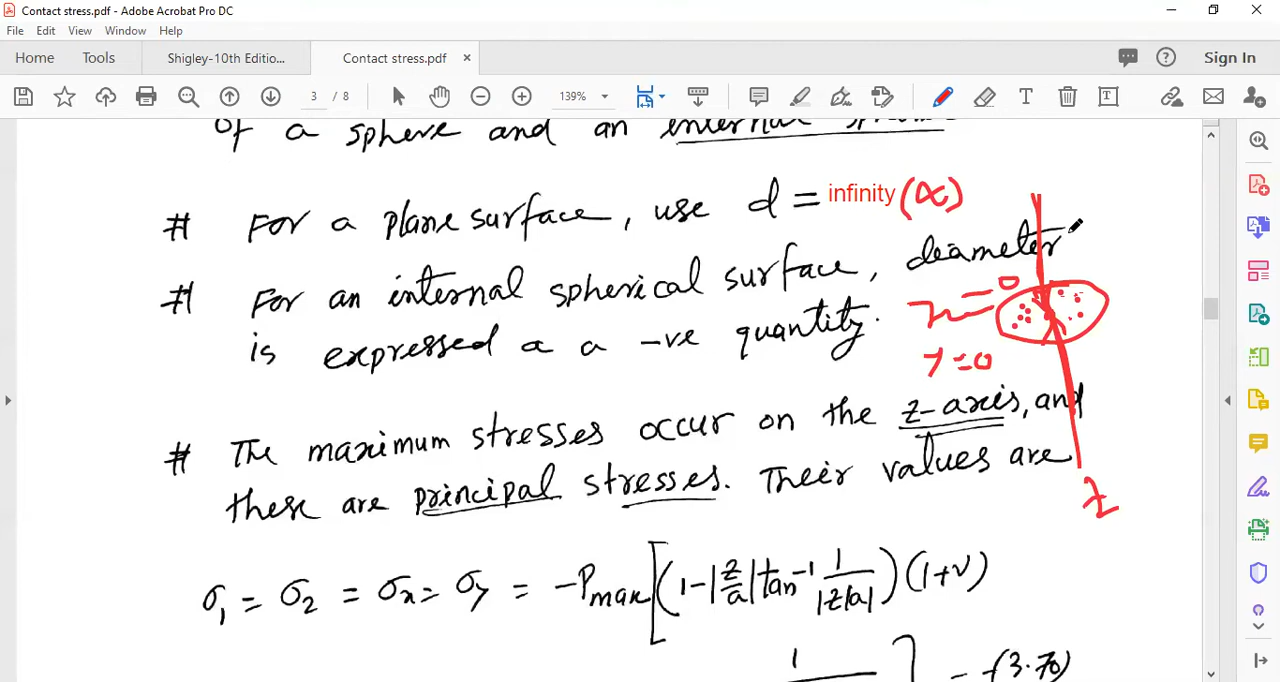 Contact stress.pdf - Adobe Acrobat Pro DC
File Edit View Window Help
Home Tools Shigley-10th Editio... Contact stress.pdf × Sign In
3 / 8 139%
of a sphere and an internal
# For a plane surface, use d = infinity (∝)
# For an internal spherical surface, diameter
is expressed a a -ve quantity.
x = 0
y = 0
# The maximum stresses occur on the z-axis, and
these are principal stresses. Their values are
z
σ1 = σ2 = σx = σy = -Pmax [(1 - |z/a| tan⁻¹ 1/|z/a|) (1+ν)
1 ] - (3.70)